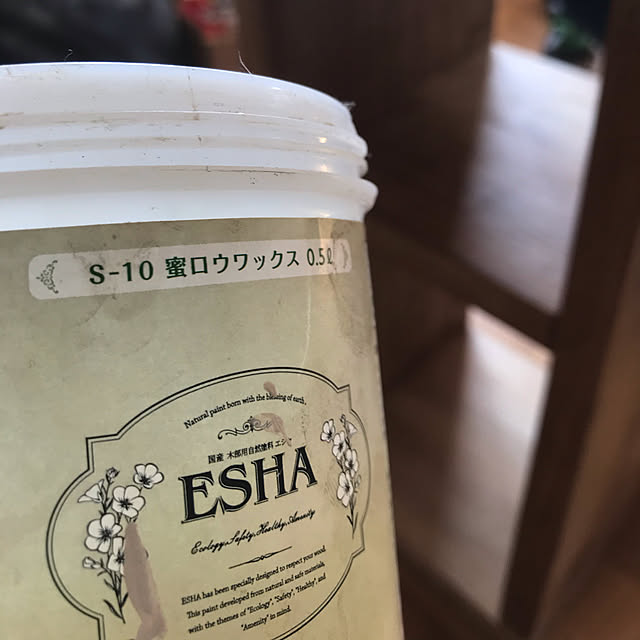 S-10 蜜ロウワックス 0.5ℓ
Natural paint born with the blessing of earth.
国産 木部用自然塗料 エシャ
ESHA
Ecology, Safety, Healthy, Amenity
ESHA has been specially designed to respect your wood.
This paint developed from natural and safe materials
with the themes of "Ecology", "Safety", "Healthy", and
"Amenity" in mind.